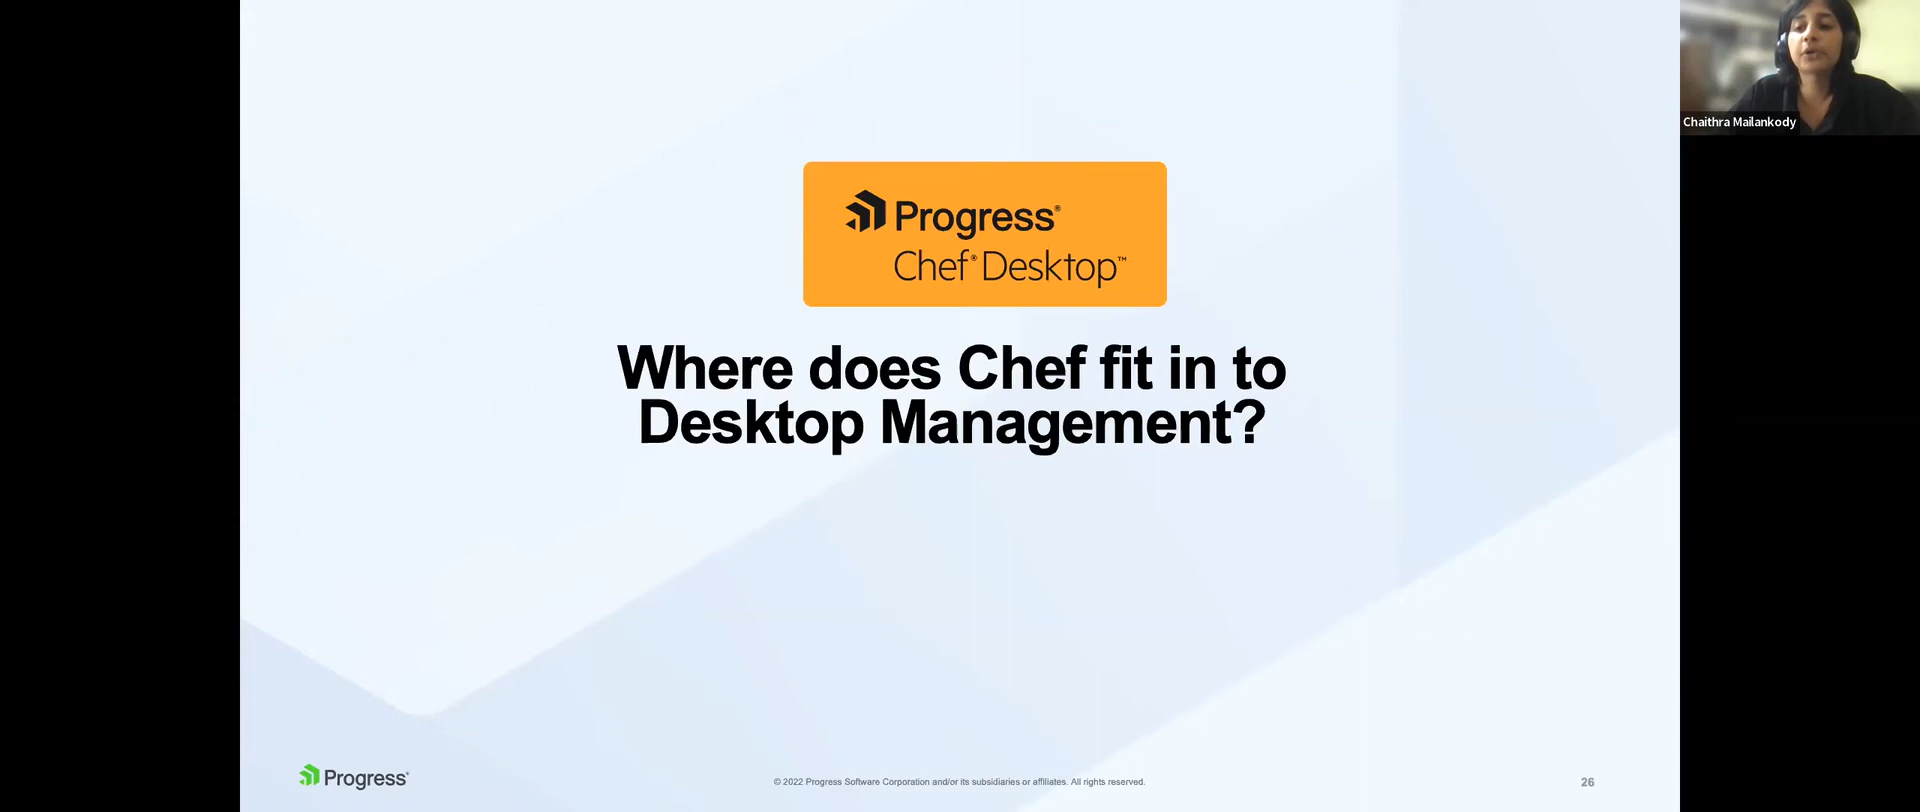 Chaithra Mailankody
Progress®
Chef® Desktop™
Where does Chef fit in to
Desktop Management?
Progress®
© 2022 Progress Software Corporation and/or its subsidiaries or affiliates. All rights reserved.
26